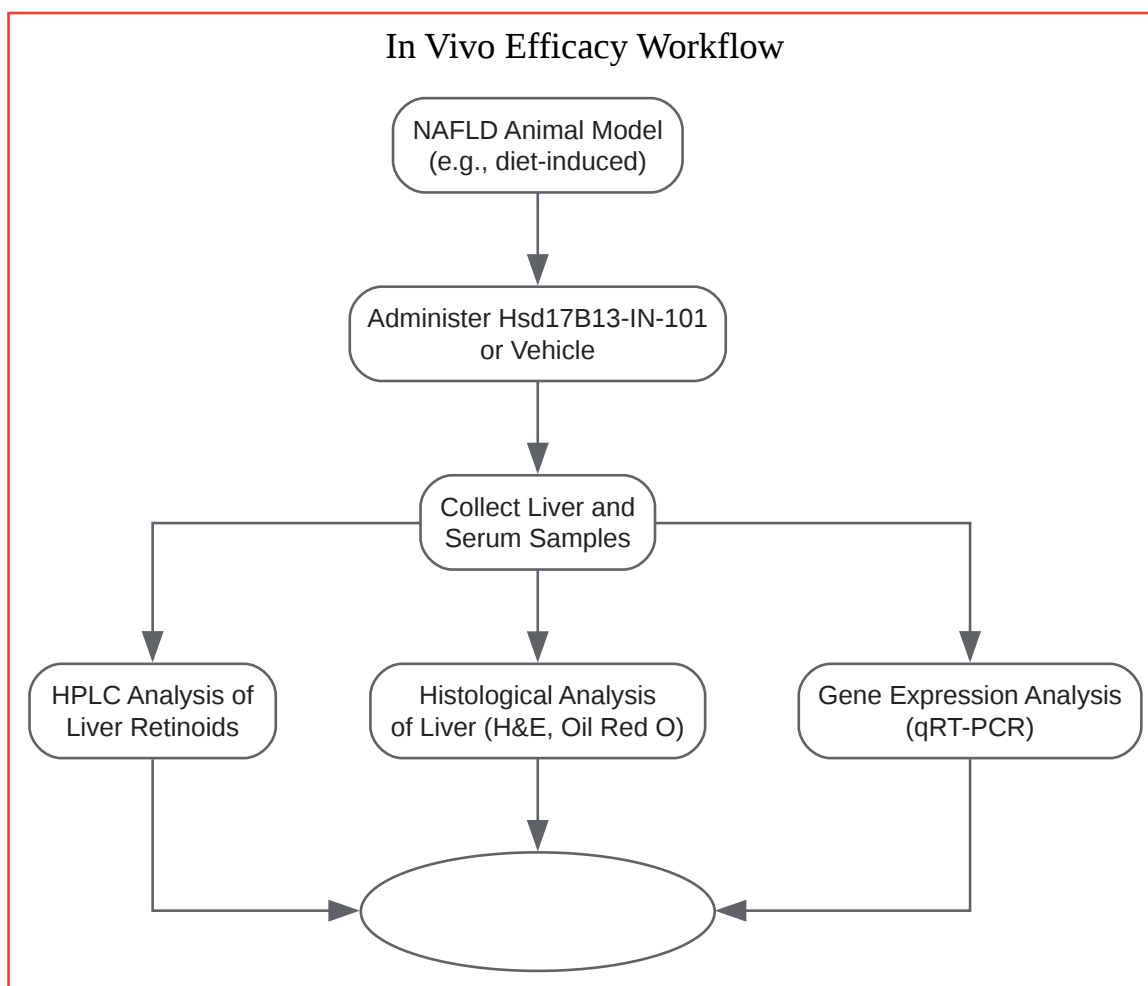 In Vivo Efficacy Workflow
NAFLD Animal Model
(e.g., diet-induced)
Administer Hsd17B13-IN-101
or Vehicle
Collect Liver and
Serum Samples
HPLC Analysis of
Liver Retinoids
Histological Analysis
of Liver (H&E, Oil Red O)
Gene Expression Analysis
(qRT-PCR)